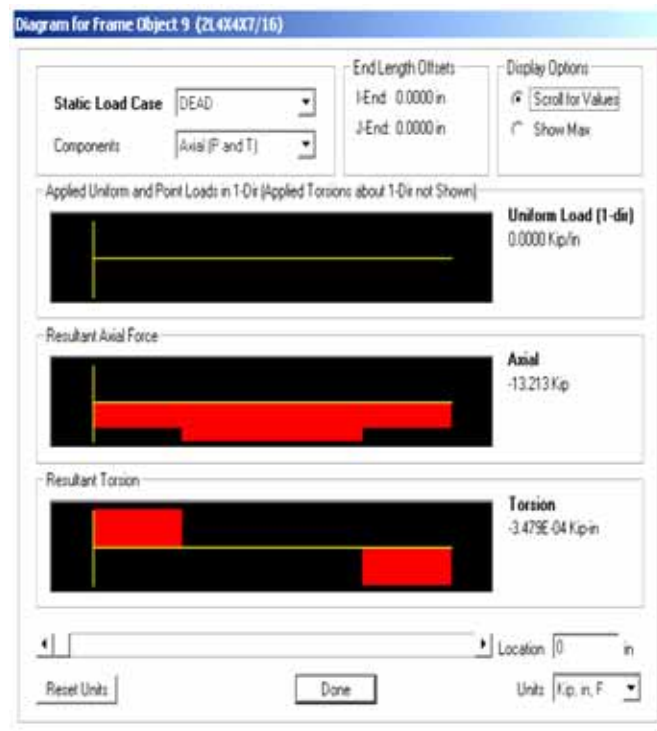 Diagram for Frame Object 9 (2L4X4X7/16)
Static Load Case DEAD
Components Axial (P and T)
End Length Offsets
I-End: 0.0000 in
J-End: 0.0000 in
Display Options
Scroll for Values
Show Max
Applied Uniform and Point Loads in 1-Dir (Applied Torsions about 1-Dir not Shown)
Uniform Load (1-dir)
0.0000 Kip/in
Resultant Axial Force
Axial
-13.213 Kip
Resultant Torsion
Torsion
-3.479E-04 Kip-in
Location 0 in
Reset Units
Done
Units Kip, in, F